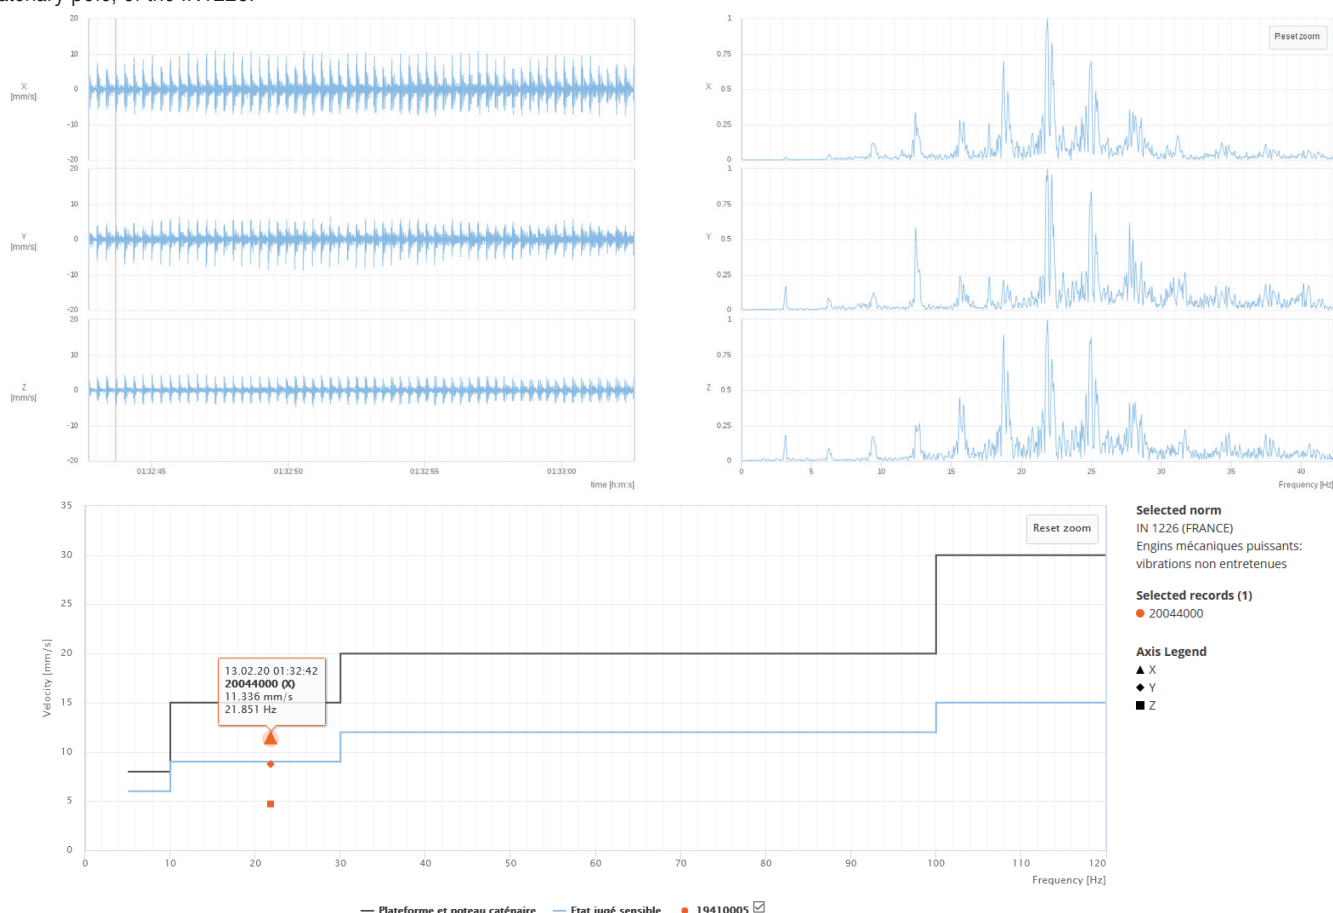 catenary pole, of the IN1226.
20
10
X
[mm/s]
0
-10
-20
20
10
Y
[mm/s]
0
-10
-20
20
10
Z
[mm/s]
0
-10
-20
01:32:45
01:32:50
01:32:55
01:33:00
time [h:m:s]
1
Reset zoom
0.75
X
0.5
0.25
0
1
0.75
Y
0.5
0.25
0
1
0.75
Z
0.5
0.25
0
0
5
10
15
20
25
30
35
40
Frequency [Hz]
35
30
25
20
15
10
5
0
Velocity [mm/s]
Reset zoom
13.02.20 01:32:42
20044000 (X)
11.336 mm/s
21.851 Hz
0
10
20
30
40
50
60
70
80
90
100
110
120
Frequency [Hz]
Plateforme et poteau caténaire
Etat jugé sensible
19410005
Selected norm
IN 1226 (FRANCE)
Engins mécaniques puissants:
vibrations non entretenues
Selected records (1)
20044000
Axis Legend
X
Y
Z